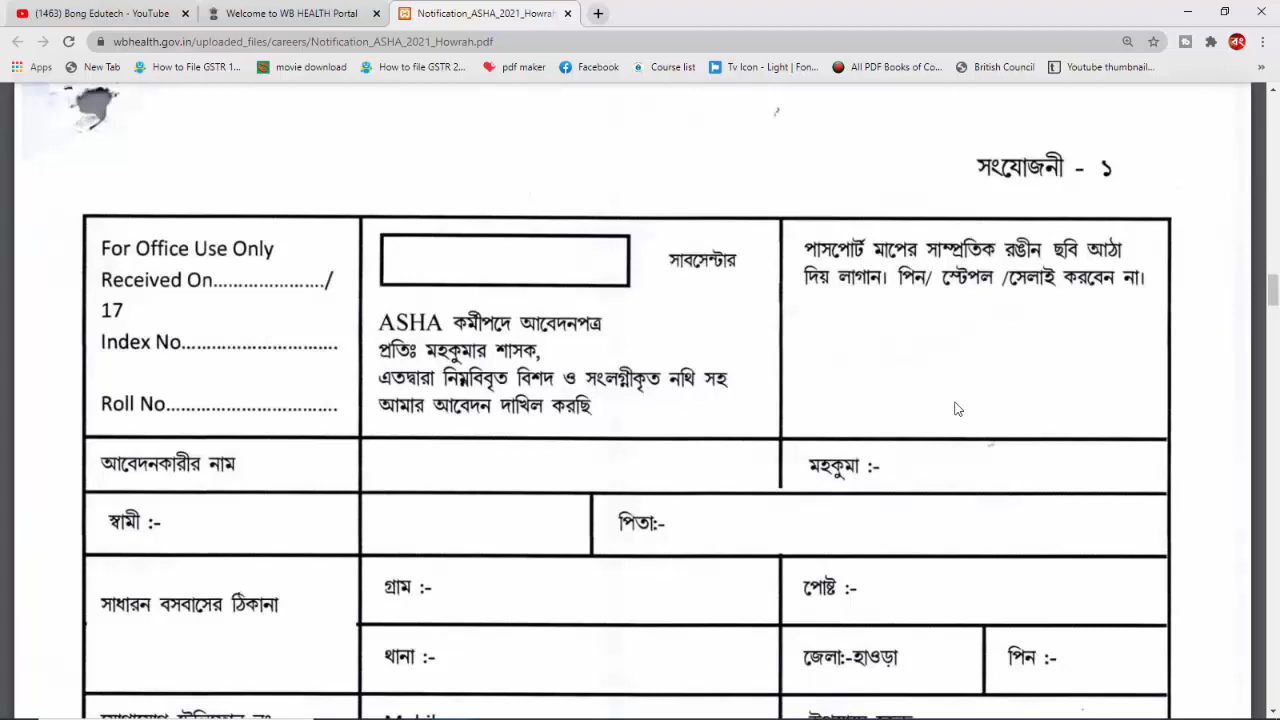 (1463) Bong Edutech - YouTube
Welcome to WB HEALTH Portal
Notification_ASHA_2021_Howrah.p
wbhealth.gov.in/uploaded_files/careers/Notification_ASHA_2021_Howrah.pdf
Apps
New Tab
How to File GSTR 1...
movie download
How to file GSTR 2...
pdf maker
Facebook
Course list
Tv Icon - Light | Fon...
All PDF Books of Co...
British Council
Youtube thumbnail...
সংযোজনী - ১
For Office Use Only
Received On...................../
17
Index No.............................
Roll No...............................
সাবসেন্টার
ASHA কর্মীপদে আবেদনপত্র
প্রতিঃ মহকুমার শাসক,
এতদ্বারা নিম্নবিবৃত বিশদ ও সংলগ্নীকৃত নথি সহ
আমার আবেদন দাখিল করছি
পাসপোর্ট মাপের সাম্প্রতিক রঙীন ছবি আঠা
দিয় লাগান। পিন/ স্টেপল /সেলাই করবেন না।
আবেদনকারীর নাম
মহকুমা :-
স্বামী :-
পিতা:-
সাধারন বসবাসের ঠিকানা
গ্রাম :-
পোষ্ট :-
থানা :-
জেলা:-হাওড়া
পিন :-